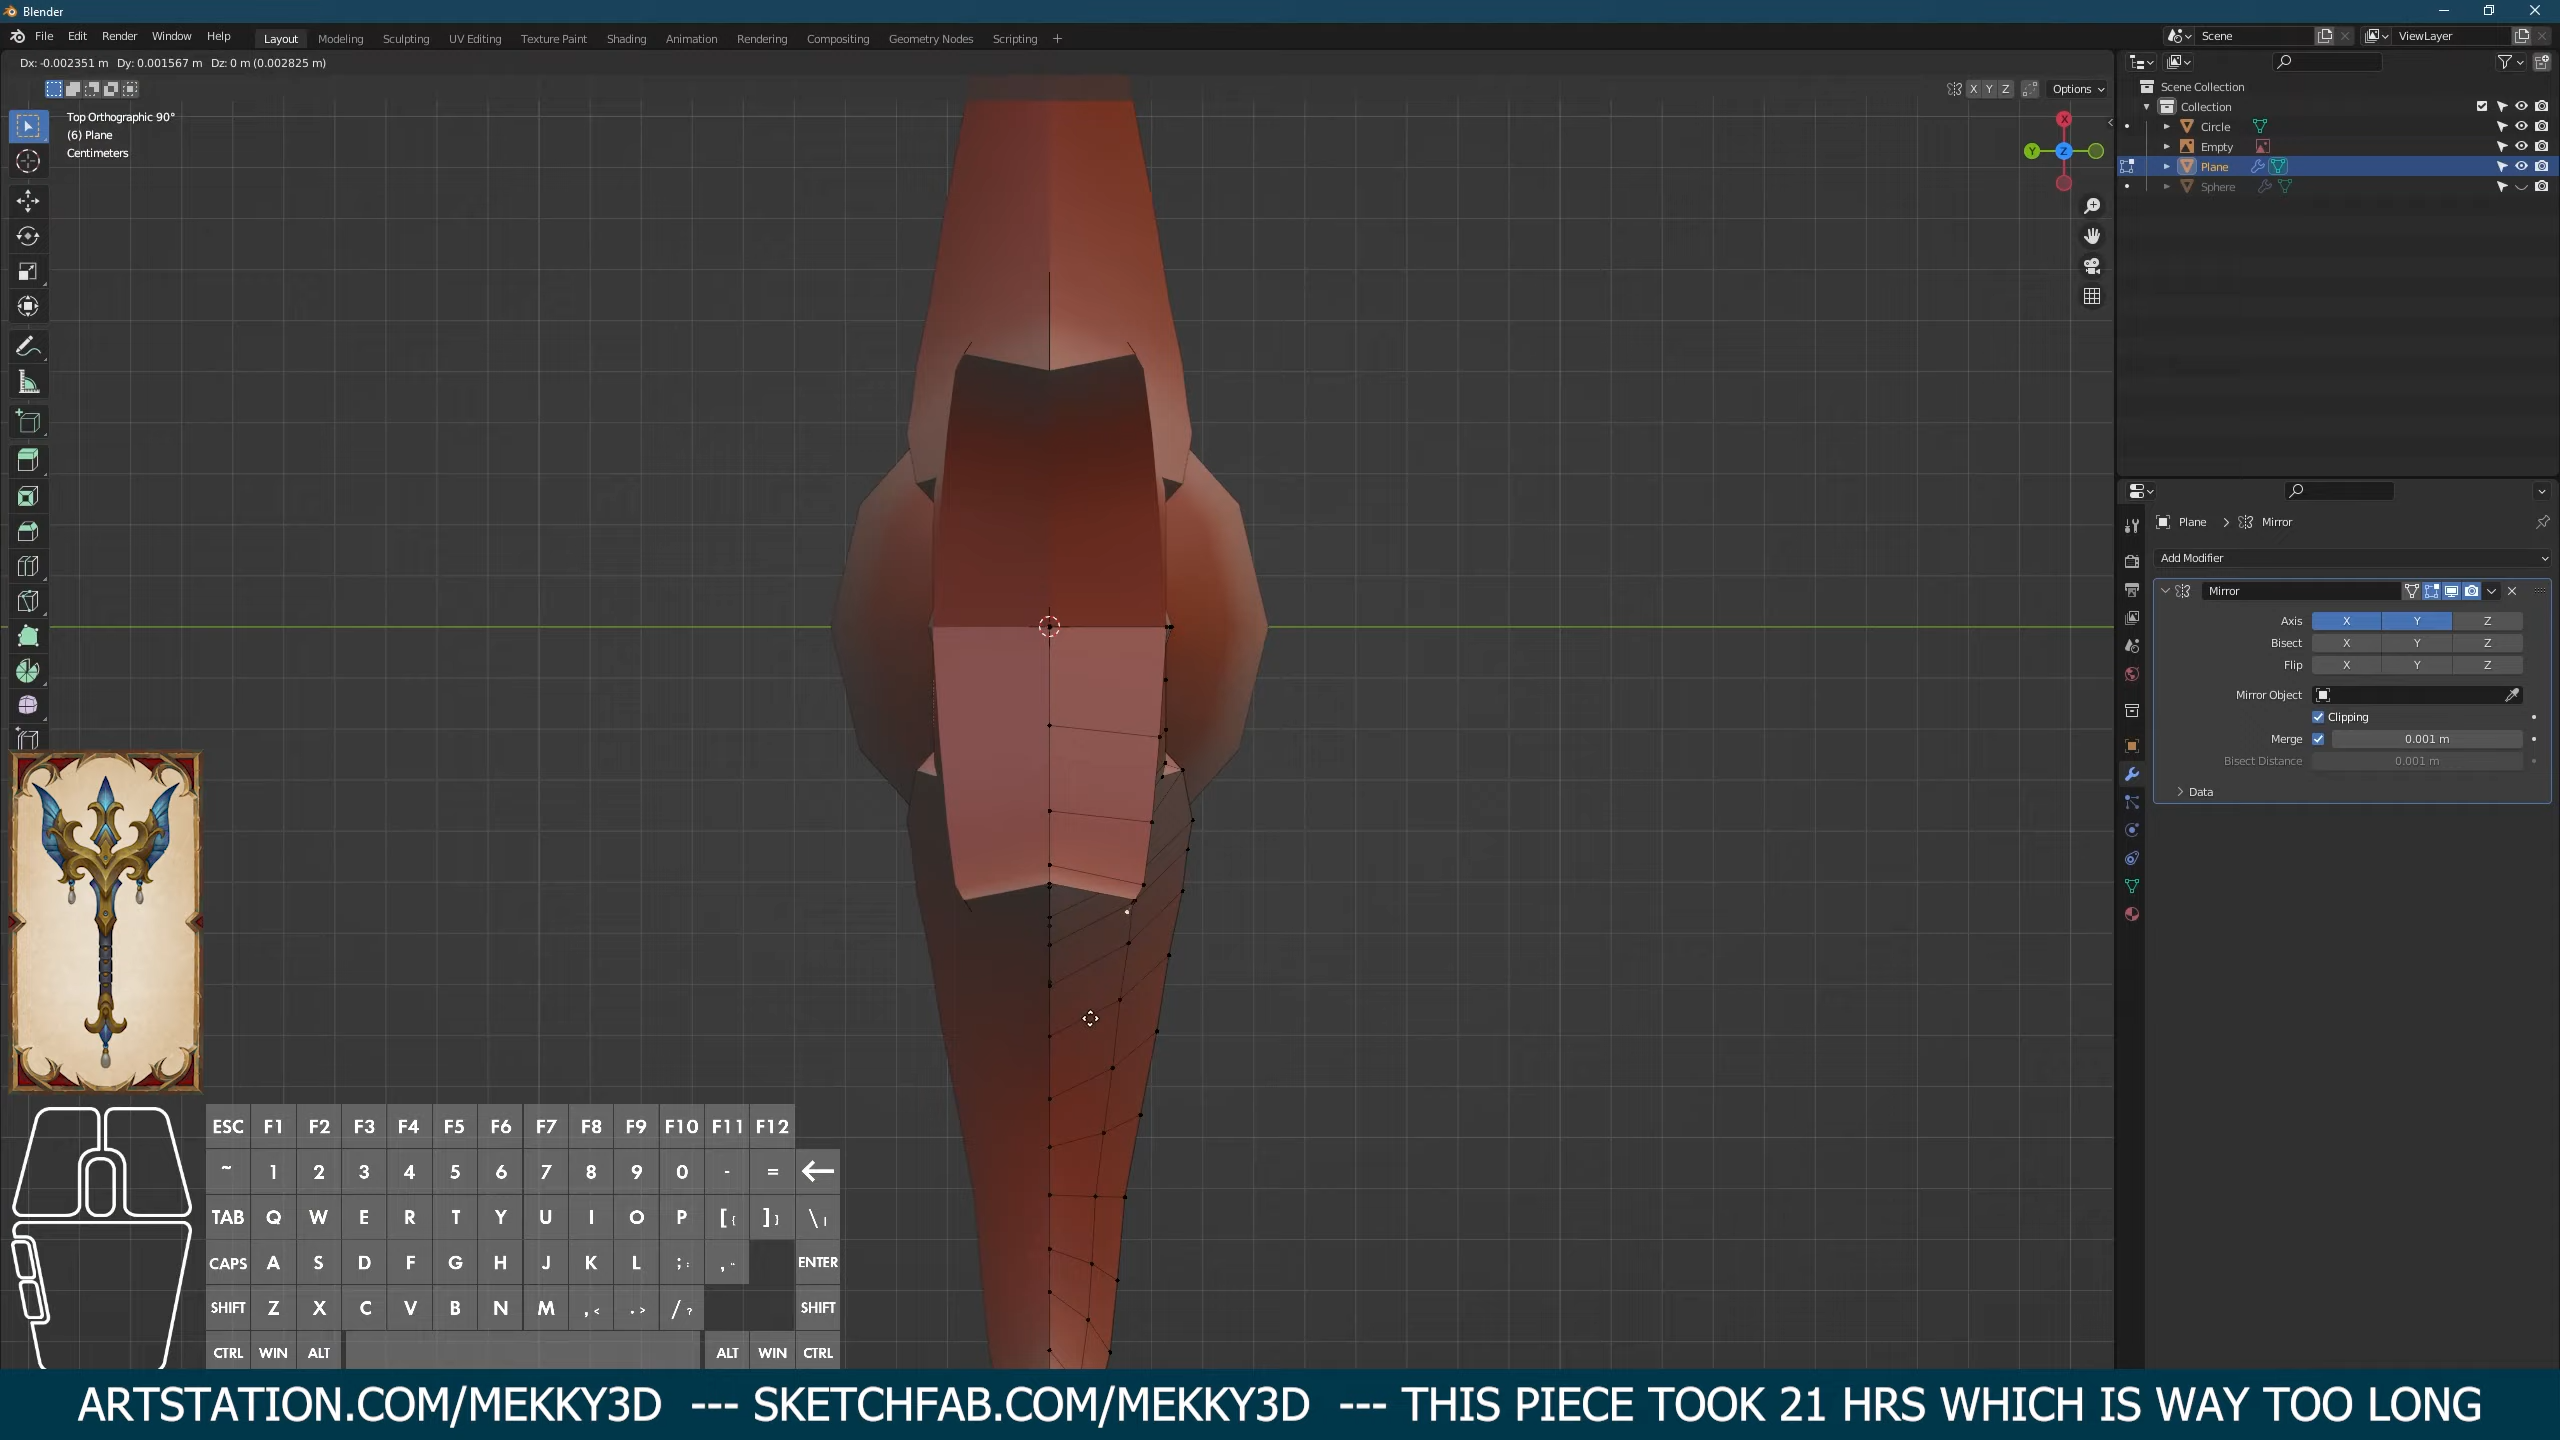 Blender
File Edit Render Window Help
Layout Modeling Sculpting UV Editing Texture Paint Shading Animation Rendering Compositing Geometry Nodes Scripting +
Scene
ViewLayer
Dx: -0.002351 m Dy: 0.001567 m Dz: 0 m (0.002825 m)
X Y Z
Options
Top Orthographic 90°
(6) Plane
Centimeters
X
Y
Z
Scene Collection
Collection
Circle
Empty
Plane
Sphere
Plane > Mirror
Add Modifier
Mirror
Axis X Y Z
Bisect X Y Z
Flip X Y Z
Mirror Object
Clipping
Merge 0.001 m
Bisect Distance 0.001 m
Data
ESC F1 F2 F3 F4 F5 F6 F7 F8 F9 F10 F11 F12
~ 1 2 3 4 5 6 7 8 9 0 - =
TAB Q W E R T Y U I O P [ { ] } \ |
CAPS A S D F G H J K L ; : , "
ENTER
SHIFT Z X C V B N M , < . > / ?
SHIFT
CTRL WIN ALT
ALT WIN CTRL
ARTSTATION.COM/MEKKY3D --- SKETCHFAB.COM/MEKKY3D --- THIS PIECE TOOK 21 HRS WHICH IS WAY TOO LONG